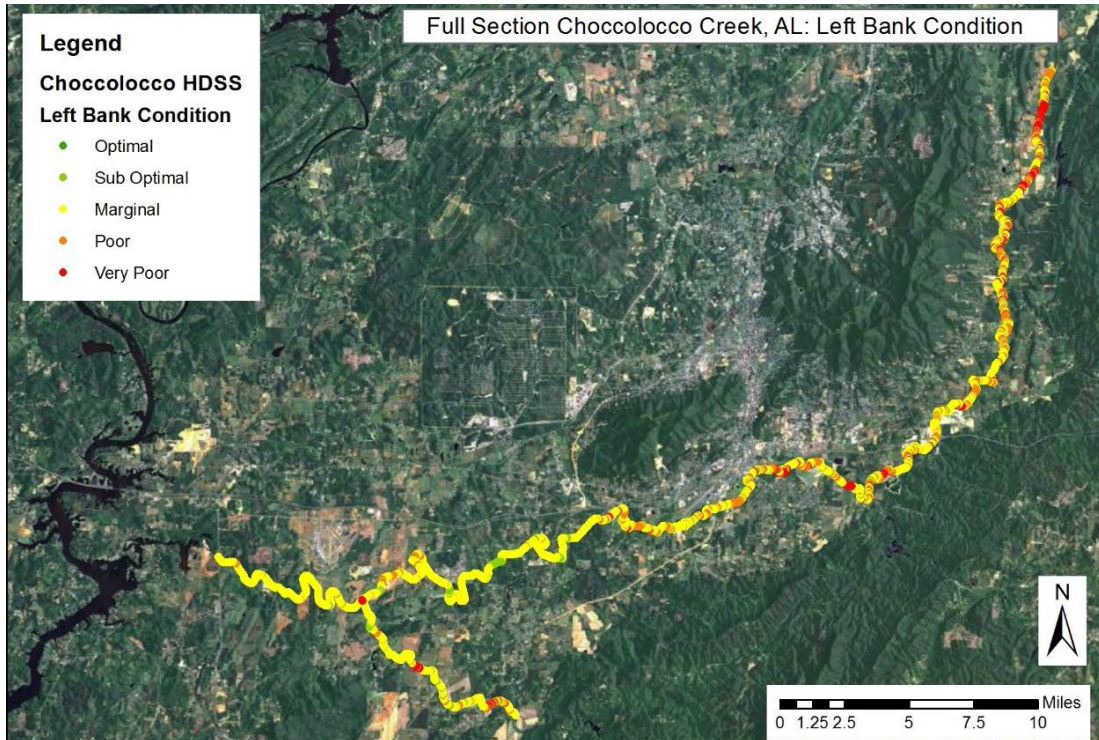 Full Section Choccolocco Creek, AL: Left Bank Condition
Legend
Choccolocco HDSS
Left Bank Condition
Optimal
Sub Optimal
Marginal
Poor
Very Poor
N
Miles
0 1.25 2.5 5 7.5 10